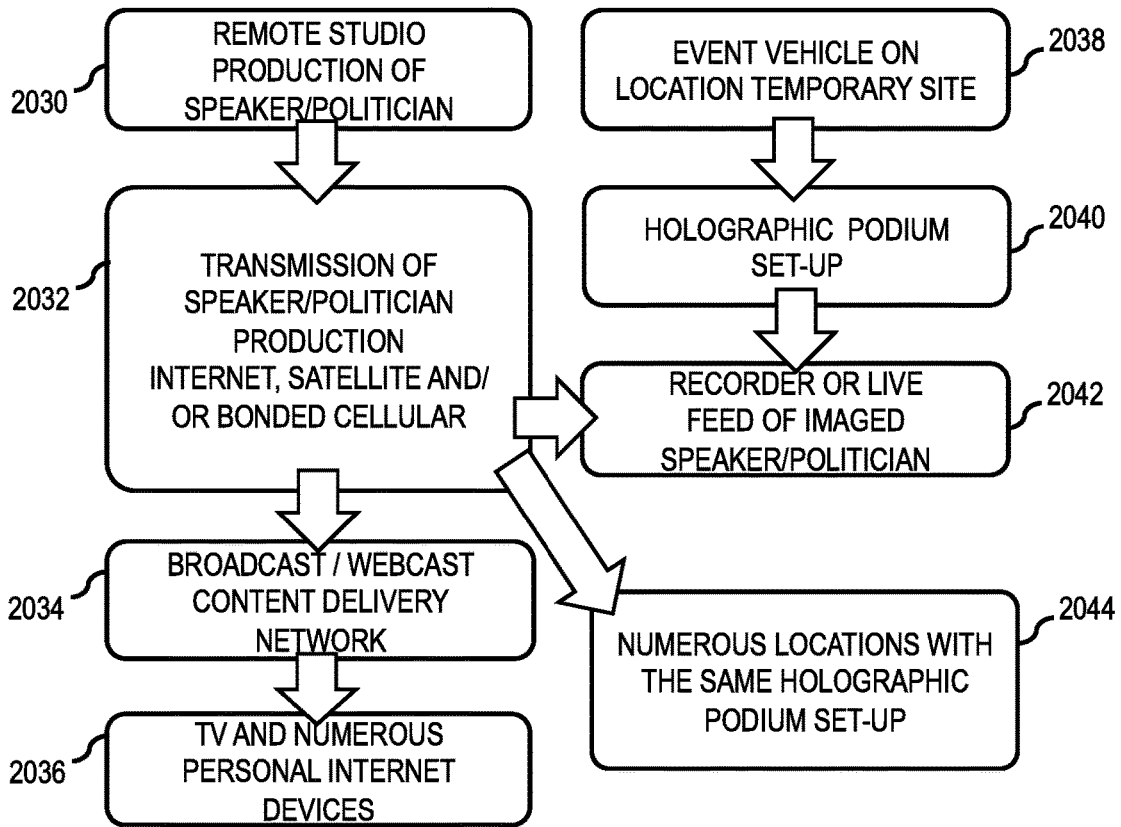 REMOTE STUDIO
PRODUCTION OF
SPEAKER/POLITICIAN
2030
TRANSMISSION OF
SPEAKER/POLITICIAN
PRODUCTION
INTERNET, SATELLITE AND/
OR BONDED CELLULAR
2032
BROADCAST / WEBCAST
CONTENT DELIVERY
NETWORK
2034
TV AND NUMEROUS
PERSONAL INTERNET
DEVICES
2036
EVENT VEHICLE ON
LOCATION TEMPORARY SITE
2038
HOLOGRAPHIC PODIUM
SET-UP
2040
RECORDER OR LIVE
FEED OF IMAGED
SPEAKER/POLITICIAN
2042
NUMEROUS LOCATIONS WITH
THE SAME HOLOGRAPHIC
PODIUM SET-UP
2044